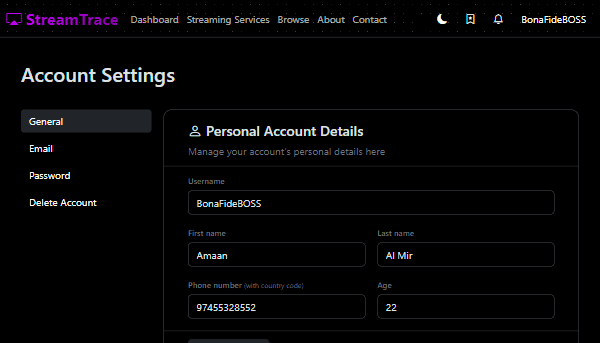 StreamTrace Dashboard Streaming Services Browse About Contact BonaFideBOSS
Account Settings
General
Email
Password
Delete Account
Personal Account Details
Manage your account's personal details here
Username
BonaFideBOSS
First name Last name
Amaan Al Mir
Phone number (with country code) Age
97455328552 22